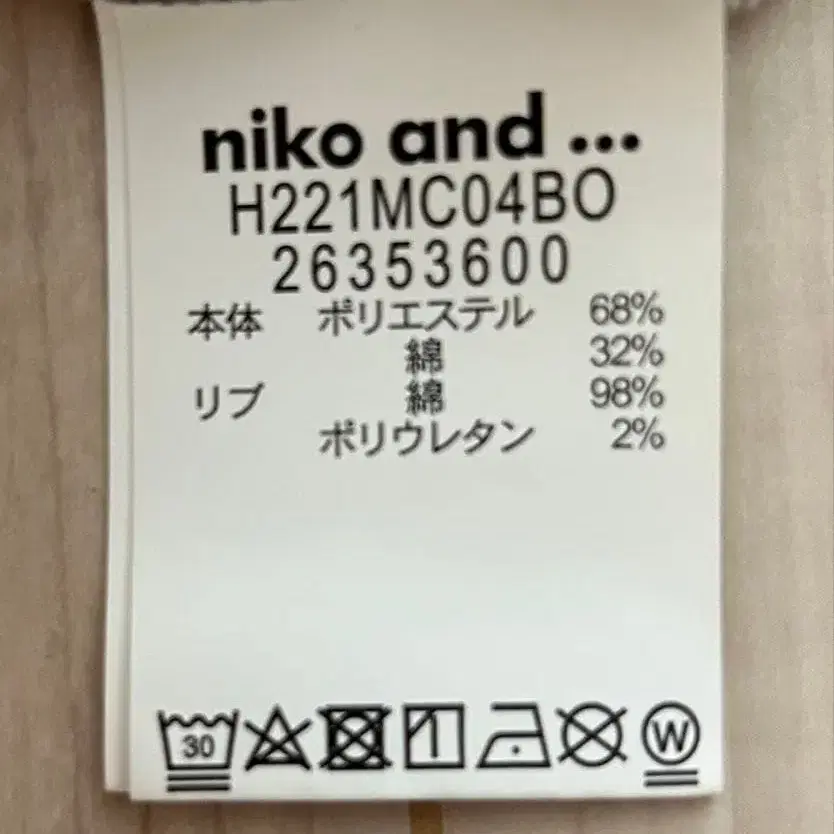 niko and ...
H221MC04BO
26353600
本体 ポリエステル 68%
綿 32%
リブ 綿 98%
ポリウレタン 2%
30 W